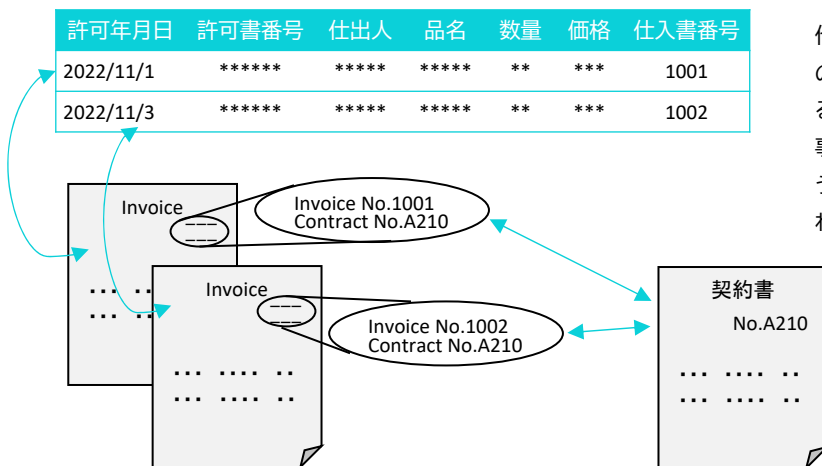 許可年月日 許可書番号 仕出人 品名 数量 価格 仕入書番号
2022/11/1 ****** ***** ***** ** *** 1001
2022/11/3 ****** ***** ***** ** *** 1002
Invoice
Invoice No.1001
Contract No.A210
Invoice
Invoice No.1002
Contract No.A210
契約書
No.A210